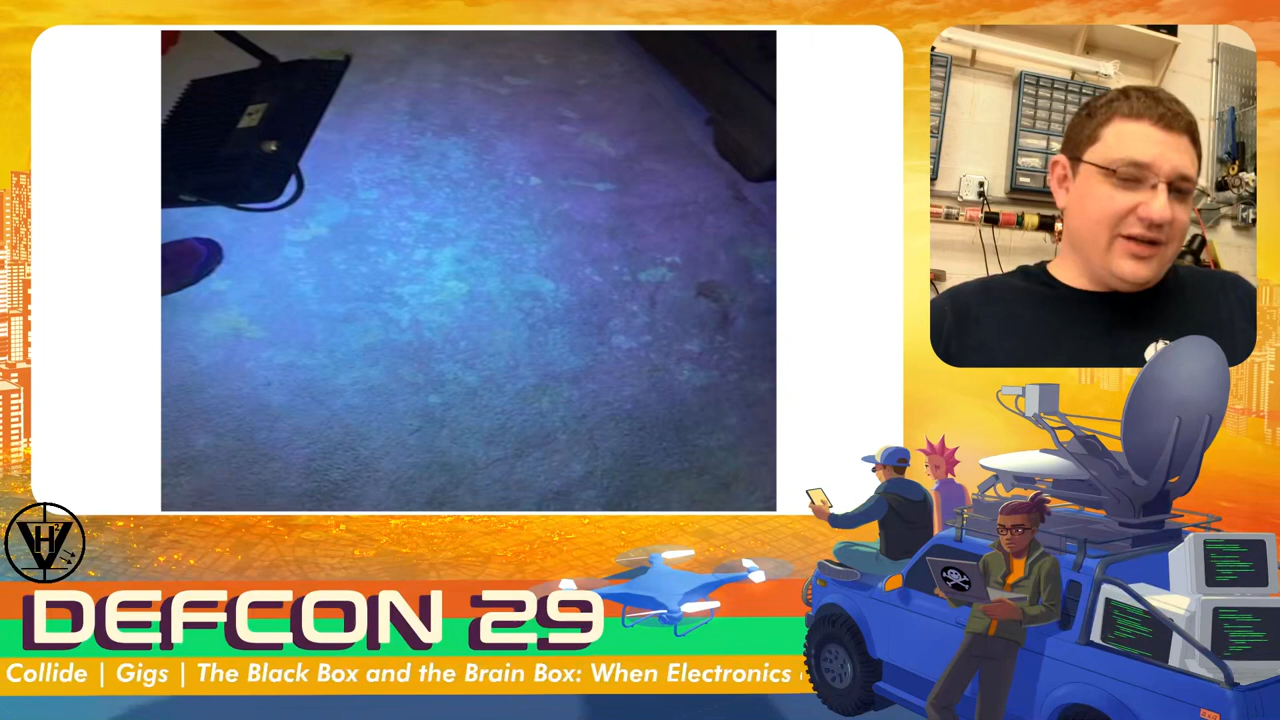 H
DEFCON 29
Collide | Gigs | The Black Box and the Brain Box: When Electronics